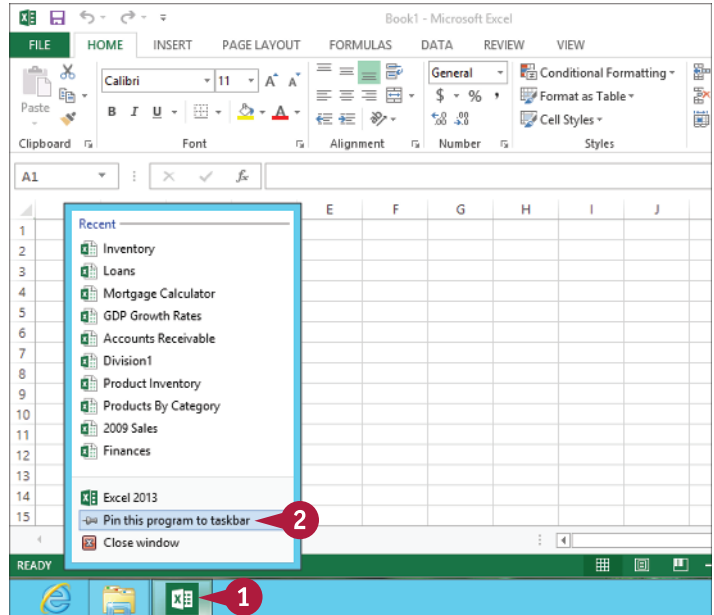 Book1 - Microsoft Excel
FILE HOME INSERT PAGE LAYOUT FORMULAS DATA REVIEW VIEW
Calibri 11 A A General Conditional Formatting
Paste B I U A $ % , Format as Table
.00 .00 Cell Styles
Clipboard Font Alignment Number Styles
A1 fx
E F G H I J
1
Recent
2 Inventory
3 Loans
4 Mortgage Calculator
5 GDP Growth Rates
6 Accounts Receivable
7 Division1
8 Product Inventory
9 Products By Category
10 2009 Sales
11 Finances
12
13
14 Excel 2013
15 Pin this program to taskbar 2
Close window
READY
1